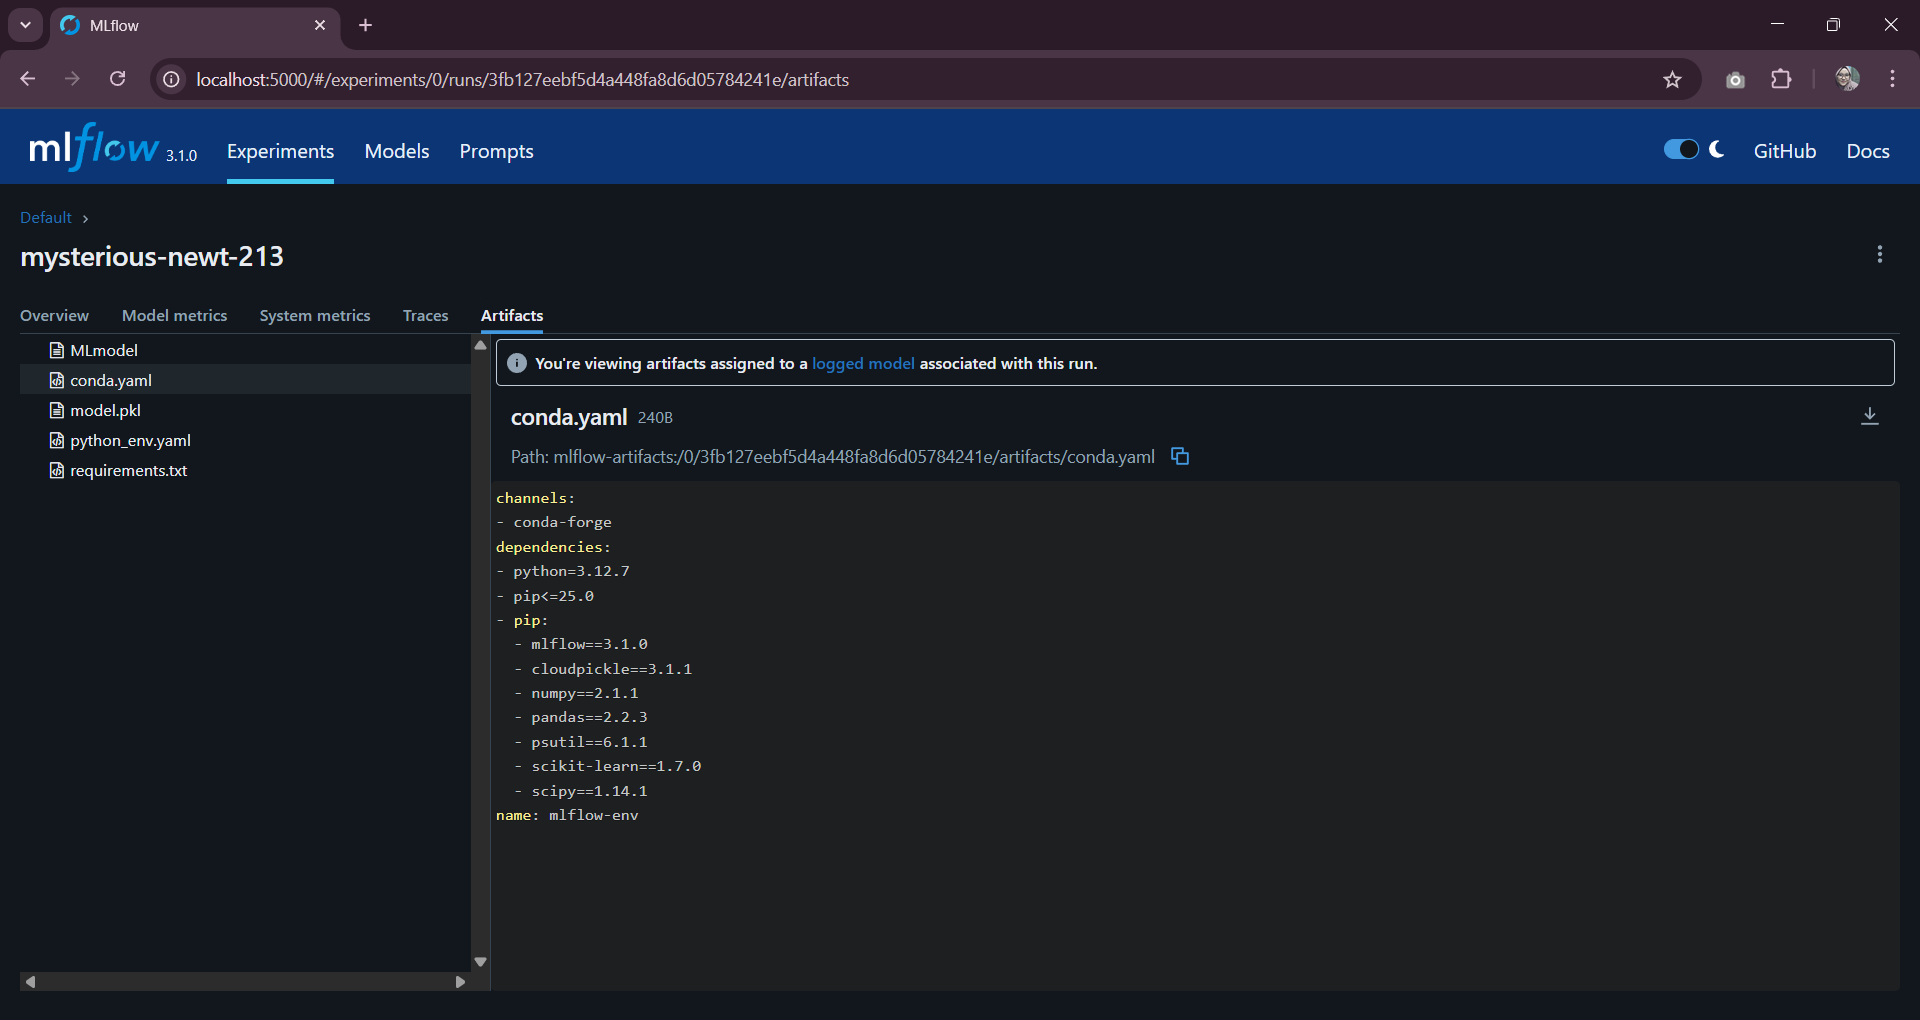 MLflow
localhost:5000/#/experiments/0/runs/3fb127eebf5d4a448fa8d6d05784241e/artifacts
mlflow 3.1.0 Experiments Models Prompts GitHub Docs
Default
mysterious-newt-213
Overview Model metrics System metrics Traces Artifacts
MLmodel
conda.yaml
model.pkl
python_env.yaml
requirements.txt
You're viewing artifacts assigned to a logged model associated with this run.
conda.yaml 240B
Path: mlflow-artifacts:/0/3fb127eebf5d4a448fa8d6d05784241e/artifacts/conda.yaml
channels:
- conda-forge
dependencies:
- python=3.12.7
- pip<=25.0
- pip:
  - mlflow==3.1.0
  - cloudpickle==3.1.1
  - numpy==2.1.1
  - pandas==2.2.3
  - psutil==6.1.1
  - scikit-learn==1.7.0
  - scipy==1.14.1
name: mlflow-env